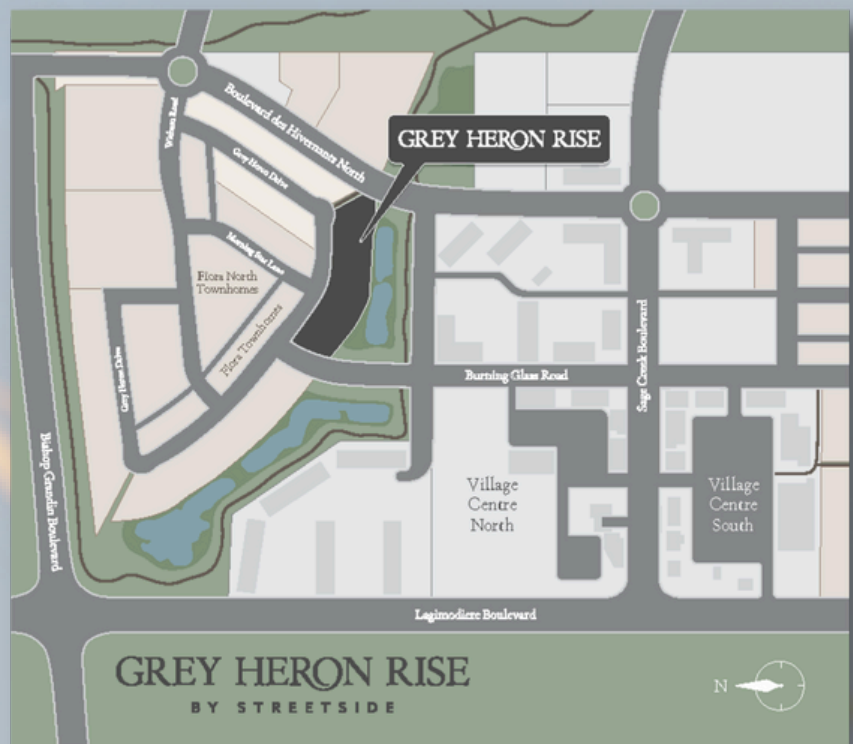 GREY HERON RISE
Boulevard des Hivernants North
Grey Heron Drive
Morning Star Lane
Flora North
Townhomes
Flora Townhomes
Grey Heron Drive
Bishop Grandin Boulevard
Burning Glass Road
Sage Creek Boulevard
Village
Centre
North
Village
Centre
South
Lagimodiere Boulevard
GREY HERON RISE
BY STREETSIDE
N